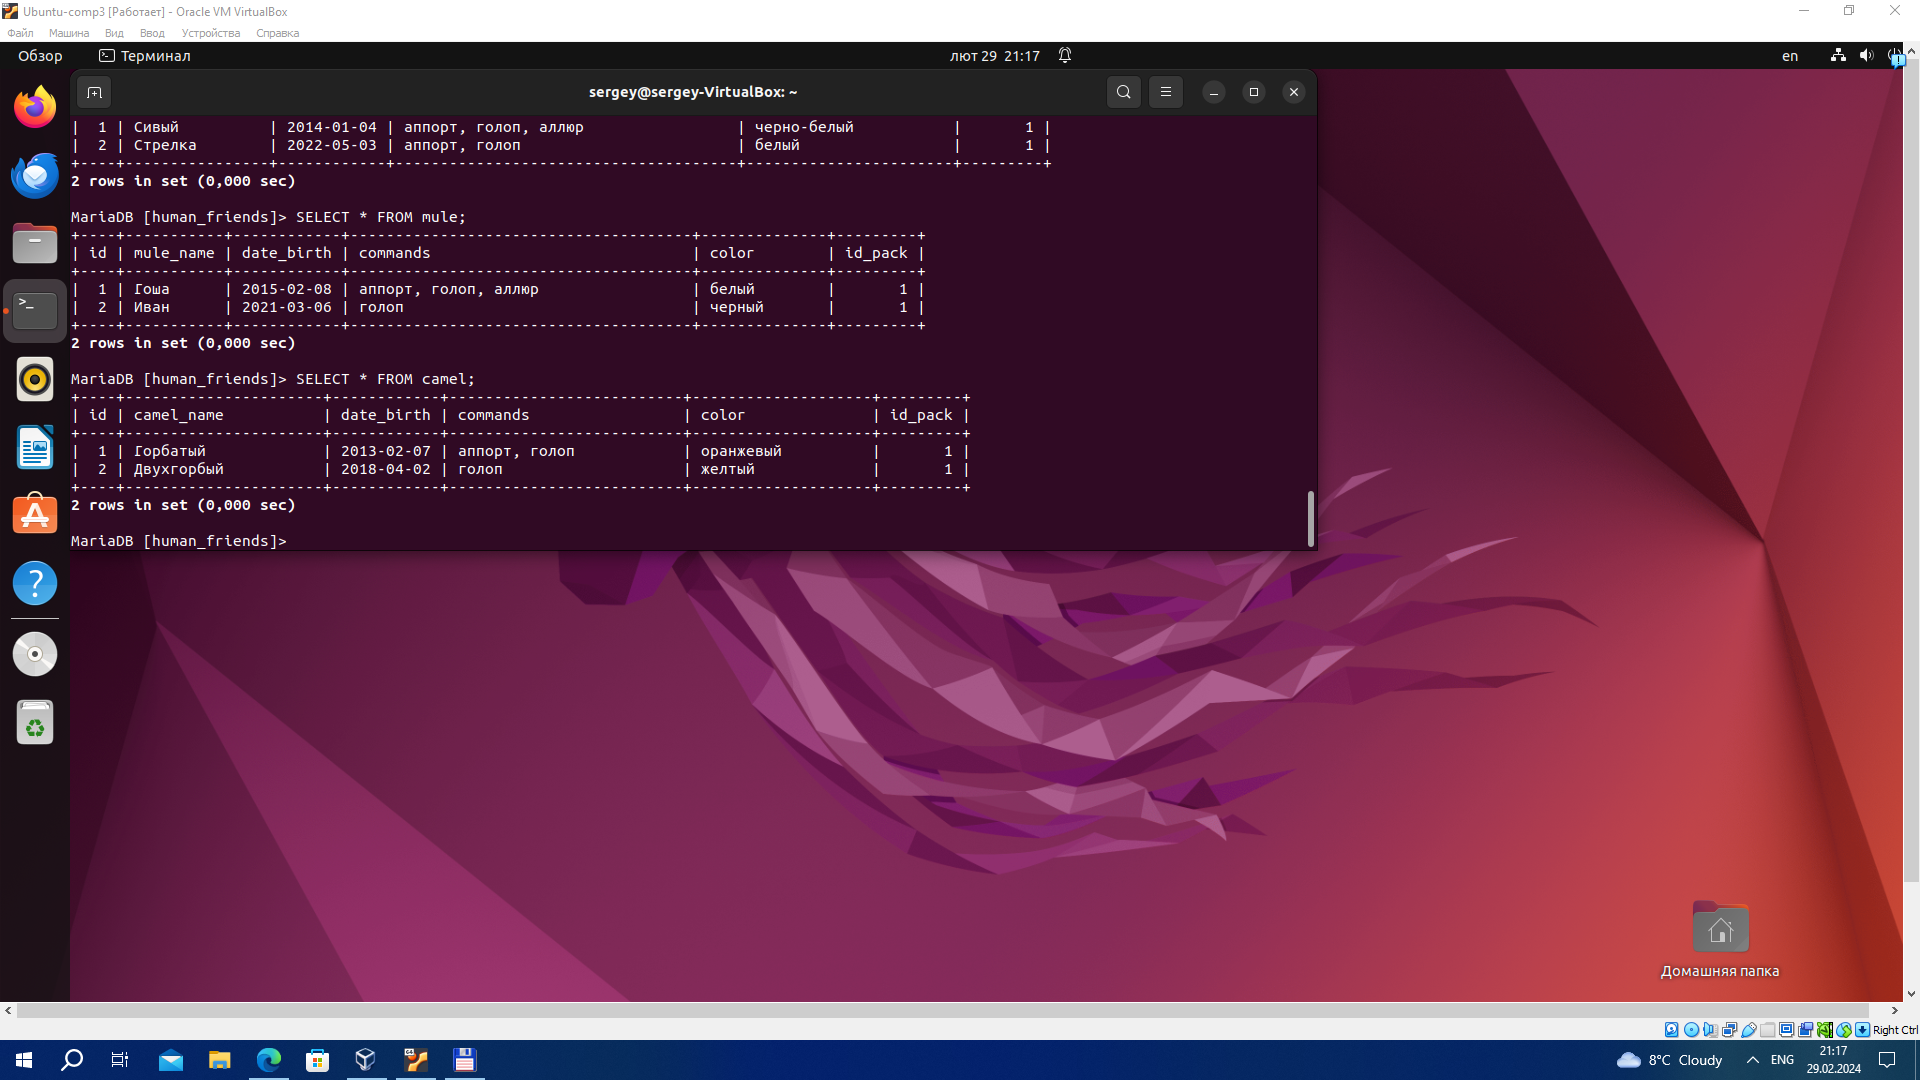 Ubuntu-comp3 [Работает] - Oracle VM VirtualBox
Файл Машина Вид Ввод Устройства Справка
Обзор Терминал лют 29 21:17 en
sergey@sergey-VirtualBox: ~
| 1 | Сивый | 2014-01-04 | аппорт, голоп, аллюр | черно-белый | 1 |
| 2 | Стрелка | 2022-05-03 | аппорт, голоп | белый | 1 |
+----+----------------+------------+--------------------------------------+-----------------------+---------+
2 rows in set (0,000 sec)
MariaDB [human_friends]> SELECT * FROM mule;
+----+-----------+------------+--------------------------------------+--------------+---------+
| id | mule_name | date_birth | commands | color | id_pack |
+----+-----------+------------+--------------------------------------+--------------+---------+
| 1 | Гоша | 2015-02-08 | аппорт, голоп, аллюр | белый | 1 |
| 2 | Иван | 2021-03-06 | голоп | черный | 1 |
+----+-----------+------------+--------------------------------------+--------------+---------+
2 rows in set (0,000 sec)
MariaDB [human_friends]> SELECT * FROM camel;
+----+----------------------+------------+--------------------------+--------------------+---------+
| id | camel_name | date_birth | commands | color | id_pack |
+----+----------------------+------------+--------------------------+--------------------+---------+
| 1 | Горбатый | 2013-02-07 | аппорт, голоп | оранжевый | 1 |
| 2 | Двухгорбый | 2018-04-02 | голоп | желтый | 1 |
+----+----------------------+------------+--------------------------+--------------------+---------+
2 rows in set (0,000 sec)
MariaDB [human_friends]>
Домашняя папка
Right Ctrl
8°C Cloudy ENG 21:17
29.02.2024